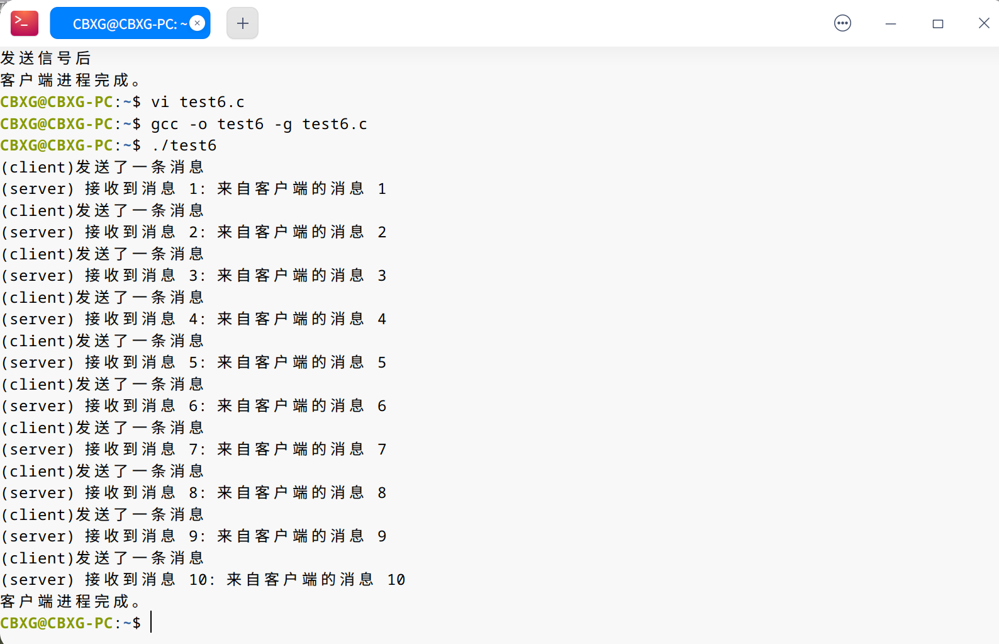 CBXG@CBXG-PC: ~
发送信号后
客户端进程完成。
CBXG@CBXG-PC:~$ vi test6.c
CBXG@CBXG-PC:~$ gcc -o test6 -g test6.c
CBXG@CBXG-PC:~$ ./test6
(client)发送了一条消息
(server) 接收到消息 1: 来自客户端的消息 1
(client)发送了一条消息
(server) 接收到消息 2: 来自客户端的消息 2
(client)发送了一条消息
(server) 接收到消息 3: 来自客户端的消息 3
(client)发送了一条消息
(server) 接收到消息 4: 来自客户端的消息 4
(client)发送了一条消息
(server) 接收到消息 5: 来自客户端的消息 5
(client)发送了一条消息
(server) 接收到消息 6: 来自客户端的消息 6
(client)发送了一条消息
(server) 接收到消息 7: 来自客户端的消息 7
(client)发送了一条消息
(server) 接收到消息 8: 来自客户端的消息 8
(client)发送了一条消息
(server) 接收到消息 9: 来自客户端的消息 9
(client)发送了一条消息
(server) 接收到消息 10: 来自客户端的消息 10
客户端进程完成。
CBXG@CBXG-PC:~$